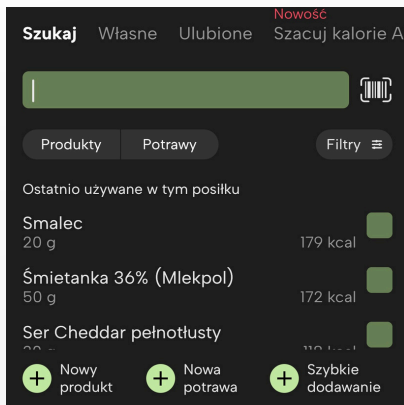 Nowość
Szukaj Własne Ulubione Szacuj kalorie A
Produkty Potrawy Filtry
Ostatnio używane w tym posiłku
Smalec
20 g 179 kcal
Śmietanka 36% (Mlekpol)
50 g 172 kcal
Ser Cheddar pełnotłusty
Nowy produkt
Nowa potrawa
Szybkie dodawanie